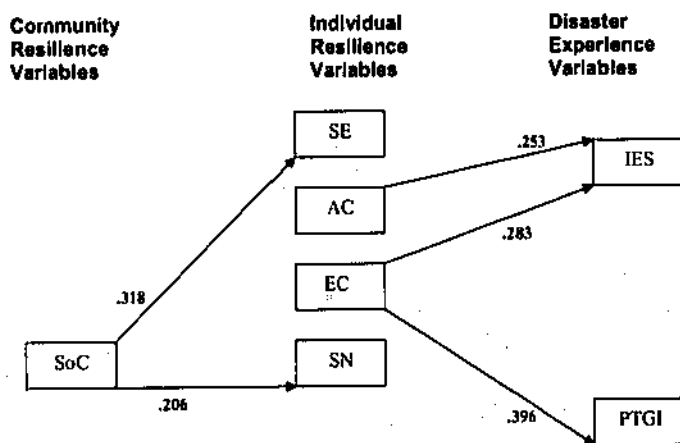 Community
Resilience
Variables
Individual
Resilience
Variables
Disaster
Experience
Variables
SE
.253
IES
AC
.283
EC
.318
SoC
SN
.206
.396
PTGI